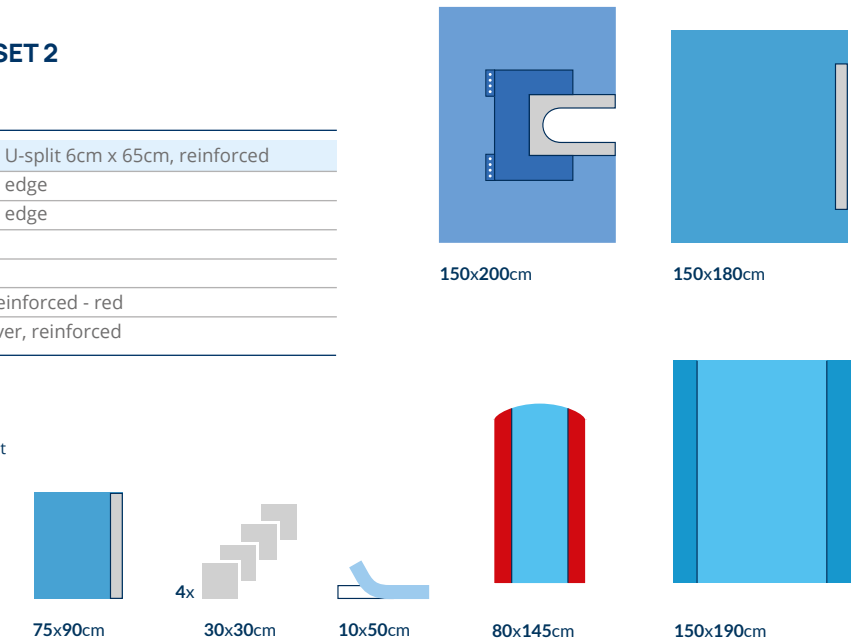 SET 2
U-split 6cm x 65cm, reinforced
edge
edge
einforced - red
ver, reinforced
t
150x200cm
150x180cm
4x
75x90cm
30x30cm
10x50cm
80x145cm
150x190cm